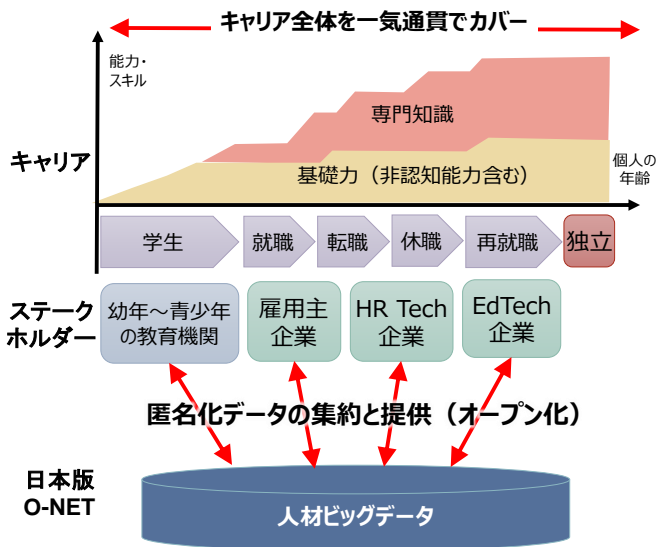 キャリア全体を一気通貫でカバー
能力・
スキル
専門知識
キャリア
基礎力（非認知能力含む）
個人の
年齢
学生
就職
転職
休職
再就職
独立
ステーク
ホルダー
幼年～青少年
の教育機関
雇用主
企業
HR Tech
企業
EdTech
企業
匿名化データの集約と提供（オープン化）
日本版
O-NET
人材ビッグデータ